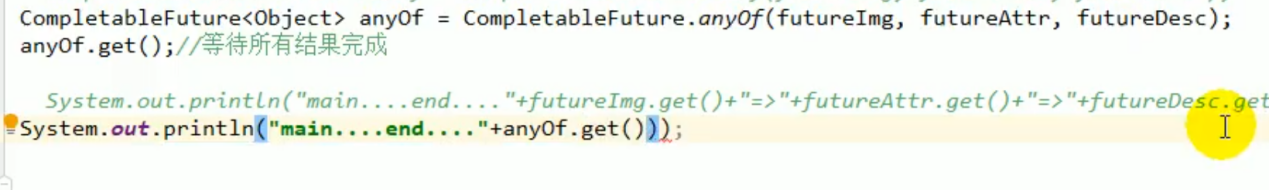 CompletableFuture<Object> anyOf = CompletableFuture.anyOf(futureImg, futureAttr, futureDesc);
anyOf.get();//等待所有结果完成
System.out.println("main....end...."+futureImg.get()+"=>"+futureAttr.get()+"=>"+futureDesc.get
System.out.println("main....end...."+anyOf.get()));